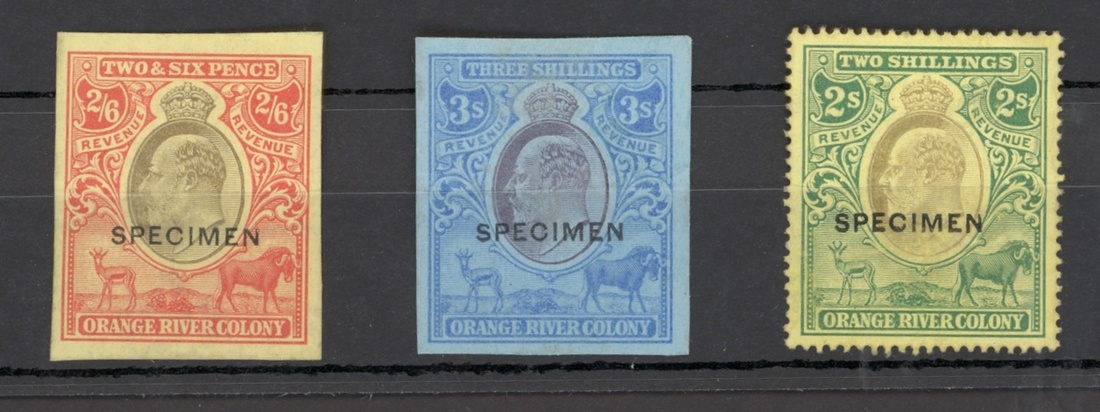 TWO & SIX PENCE
2/6 2/6
REVENUE REVENUE
SPECIMEN
ORANGE RIVER COLONY
THREE SHILLINGS
3s 3s
REVENUE REVENUE
SPECIMEN
ORANGE RIVER COLONY
TWO SHILLINGS
2s 2s
REVENUE REVENUE
SPECIMEN
ORANGE RIVER COLONY